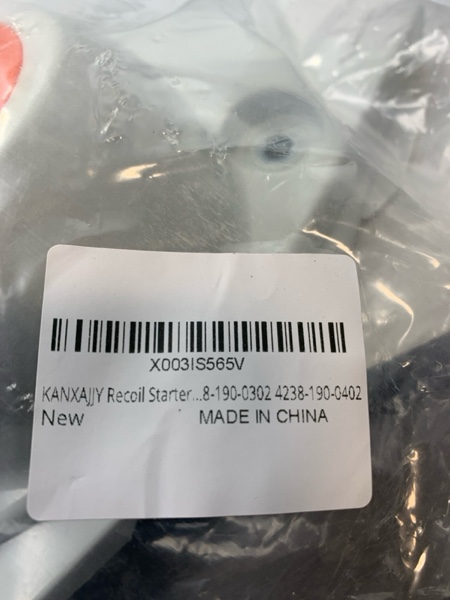 X003IS565V
KANXAJJY Recoil Starter...8-190-0302 4238-190-0402
New MADE IN CHINA